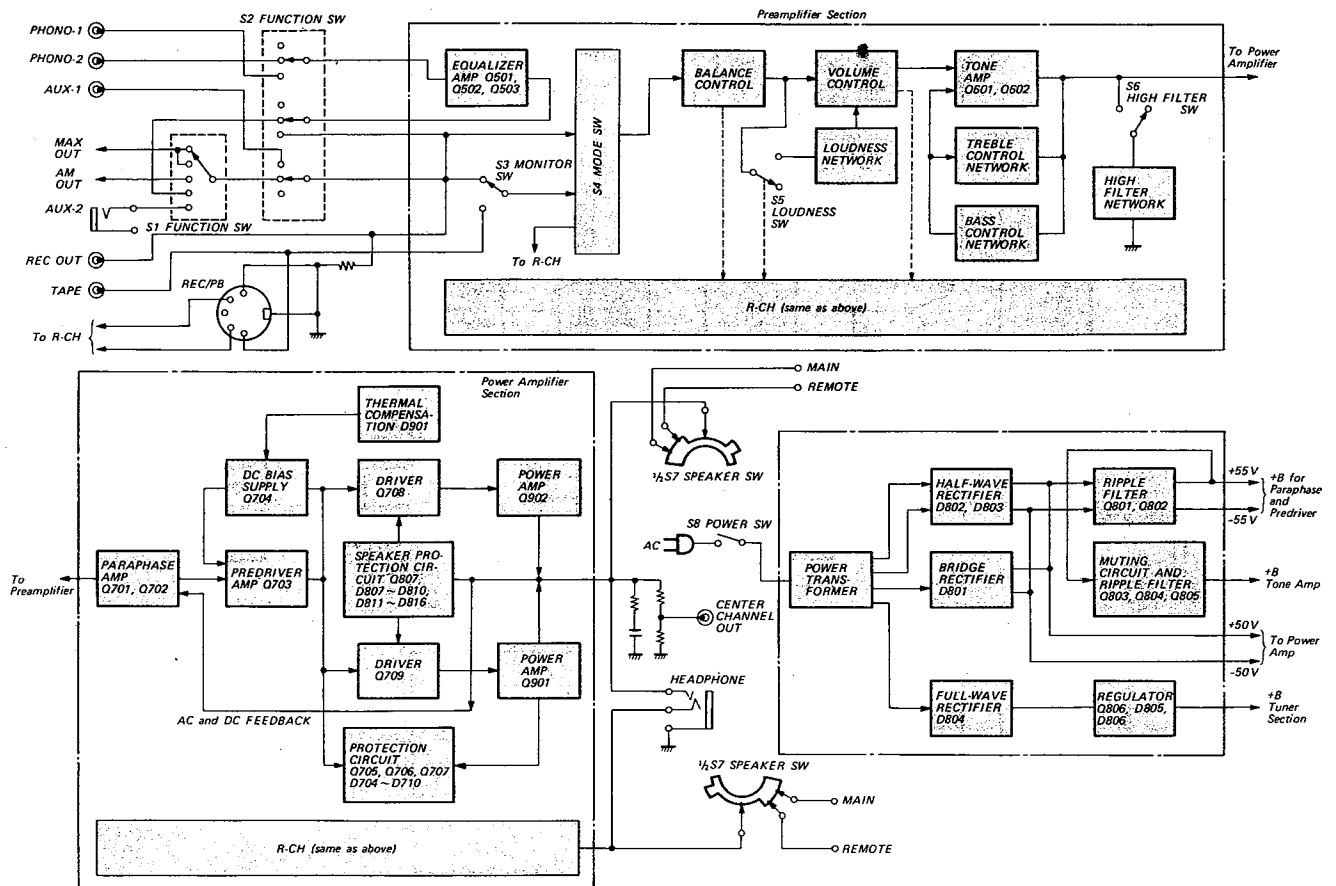 S2 FUNCTION SW
Preamplifier Section
PHONO-1
PHONO-2
AUX-1
MAX
OUT
AM
OUT
AUX-2
S1 FUNCTION SW
REC OUT
TAPE
REC/PB
To R-CH
EQUALIZER
AMP Q501,
Q502, Q503
S3 MONITOR
SW
S4 MODE SW
To R-CH
BALANCE
CONTROL
VOLUME
CONTROL
TONE
AMP
Q601, Q602
LOUDNESS
NETWORK
S5
LOUDNESS
SW
TREBLE
CONTROL
NETWORK
BASS
CONTROL
NETWORK
To Power
Amplifier
S6
HIGH FILTER
SW
HIGH
FILTER
NETWORK
R-CH (same as above)
Power Amplifier
Section
THERMAL
COMPENSA-
TION D901
DC BIAS
SUPPLY
Q704
DRIVER
Q708
POWER
AMP
Q902
To
Preamplifier
PARAPHASE
AMP
Q701, Q702
PREDRIVER
AMP Q703
SPEAKER PRO-
TECTION CIR-
CUIT Q807,
D807~D810,
D811~D816
DRIVER
Q709
POWER
AMP
Q901
AC and DC FEEDBACK
PROTECTION
CIRCUIT
Q705, Q706, Q707
D704~D710
R-CH (same as above)
MAIN
REMOTE
½S7 SPEAKER SW
S8 POWER SW
AC
CENTER
CHANNEL
OUT
HEADPHONE
½S7 SPEAKER SW
MAIN
REMOTE
POWER
TRANS-
FORMER
HALF-WAVE
RECTIFIER
D802, D803
RIPPLE
FILTER
Q801, Q802
+55V
-55V
+B for
Paraphase
and
Predriver
BRIDGE
RECTIFIER
D801
MUTING
CIRCUIT AND
RIPPLE FILTER
Q803, Q804, Q805
+B
Tone Amp
+50V
-50V
To Power
Amp
FULL-WAVE
RECTIFIER
D804
REGULATOR
Q806, D805,
D806
+B
Tuner
Section